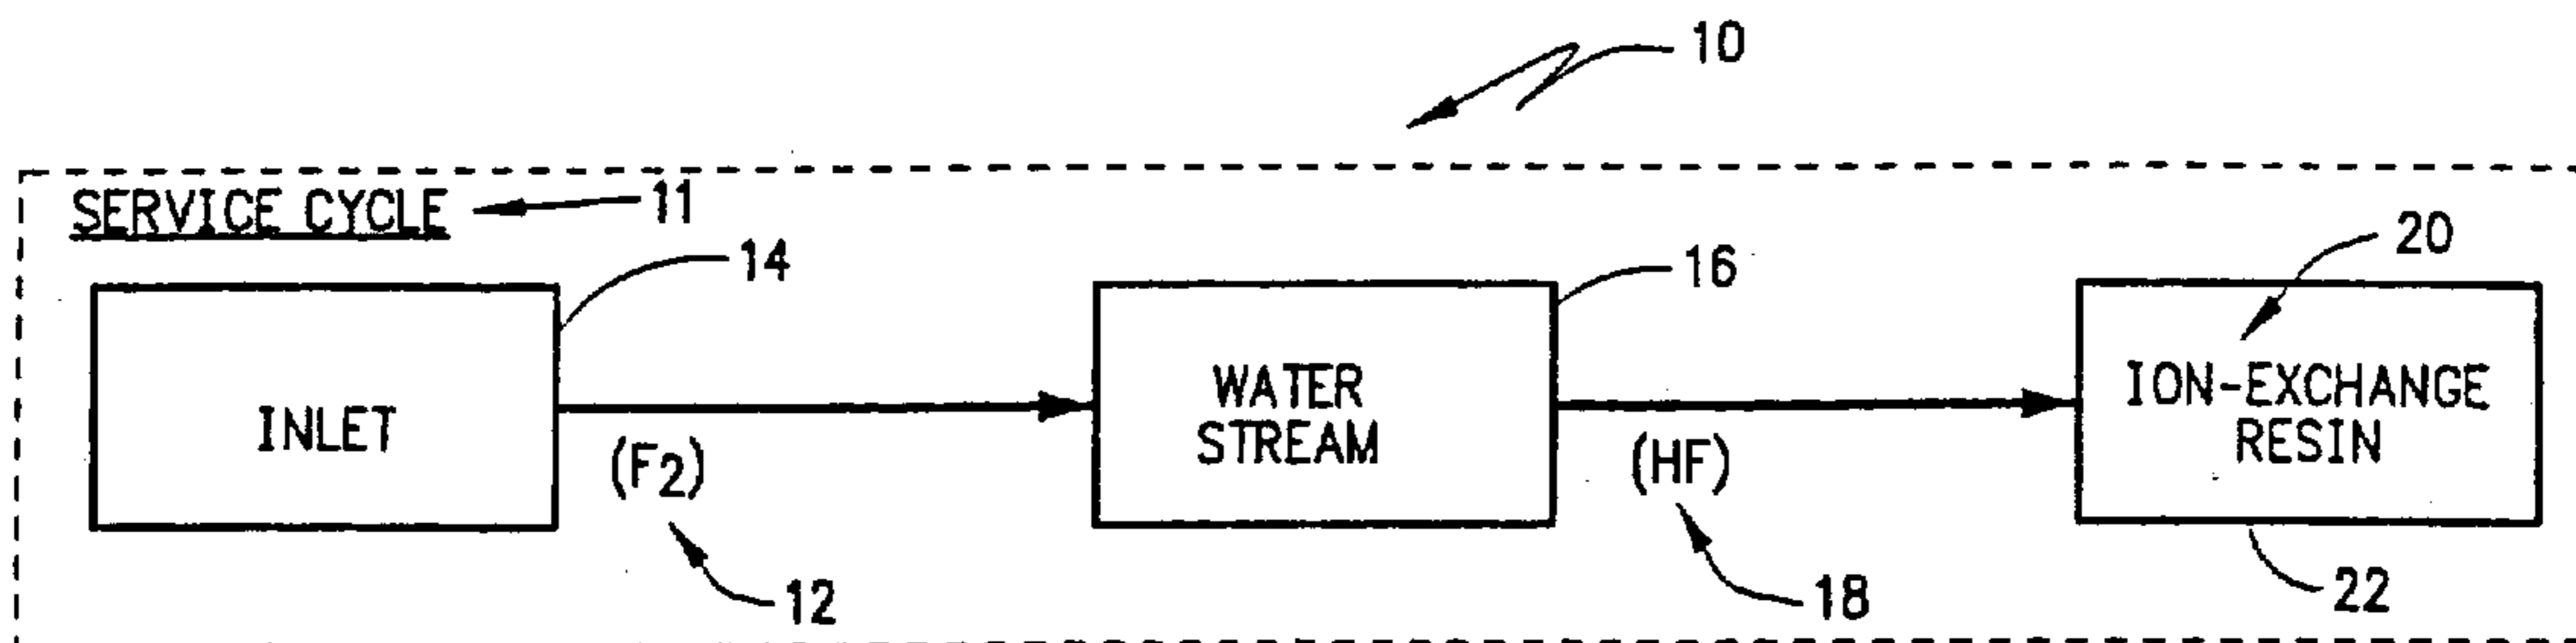 10
SERVICE CYCLE
11
14
16
20
INLET
WATER
STREAM
ION-EXCHANGE
RESIN
(F2)
(HF)
12
18
22